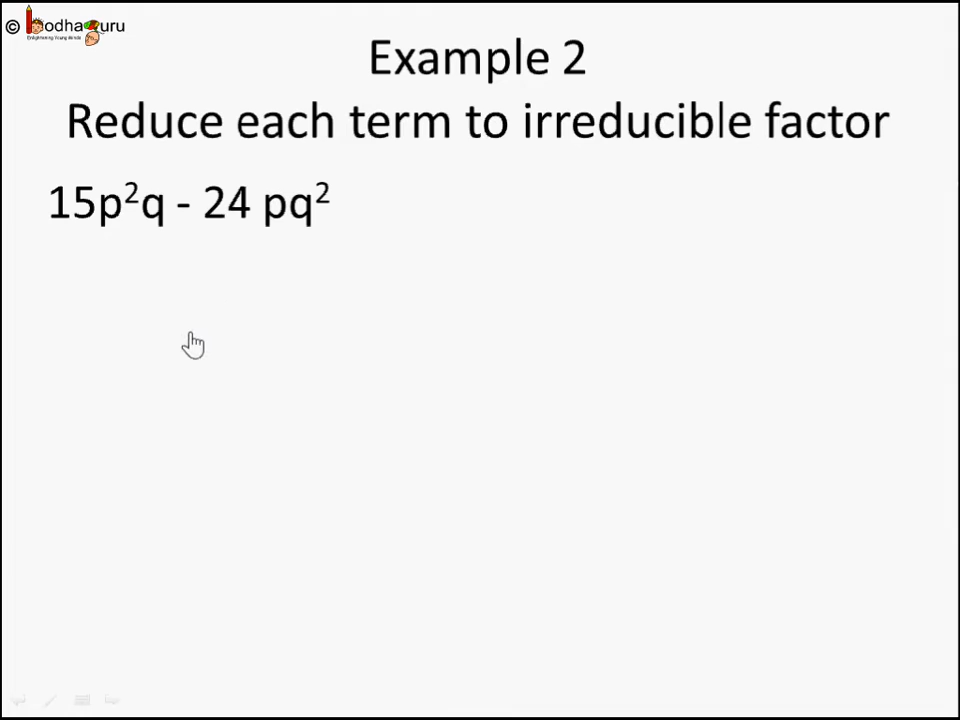 © BodhaGuru
Enlightening Young Minds
Example 2
Reduce each term to irreducible factor
15p²q - 24 pq²